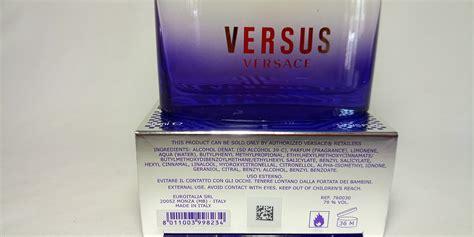 VERSUS
VERSACE
THIS PRODUCT CAN BE SOLD ONLY BY AUTHORIZED VERSACE® RETAILERS
INGREDIENTS: ALCOHOL DENAT. (SD ALCOHOL 39-C), PARFUM (FRAGRANCE), LIMONENE,
AQUA (WATER), BUTYLPHENYL METHYLPROPIONAL, ETHYLHEXYL METHOXYCINNAMATE/
BUTYLMETHOXYDIBENZOYLMETHANE/ETHYLHEXYL SALICYLATE, BENZYL SALICYLATE,
HEXYL CINNAMAL, LINALOOL, HYDROXYCITRONELLAL, CITRONELLOL, ALPHA-ISOMETHYL IONONE,
GERANIOL, CITRAL, BENZYL ALCOHOL, BENZYL BENZOATE.
USO ESTERNO.
EVITARE IL CONTATTO CON GLI OCCHI. TENERE LONTANO DALLA PORTATA DEI BAMBINI.
EXTERNAL USE. AVOID CONTACT WITH EYES. KEEP OUT OF CHILDREN'S REACH.
EUROITALIA SRL
20052 MONZA (MB) - ITALY
MADE IN ITALY
REF. 760030
79 % VOL.
8 011003 998234
36 M